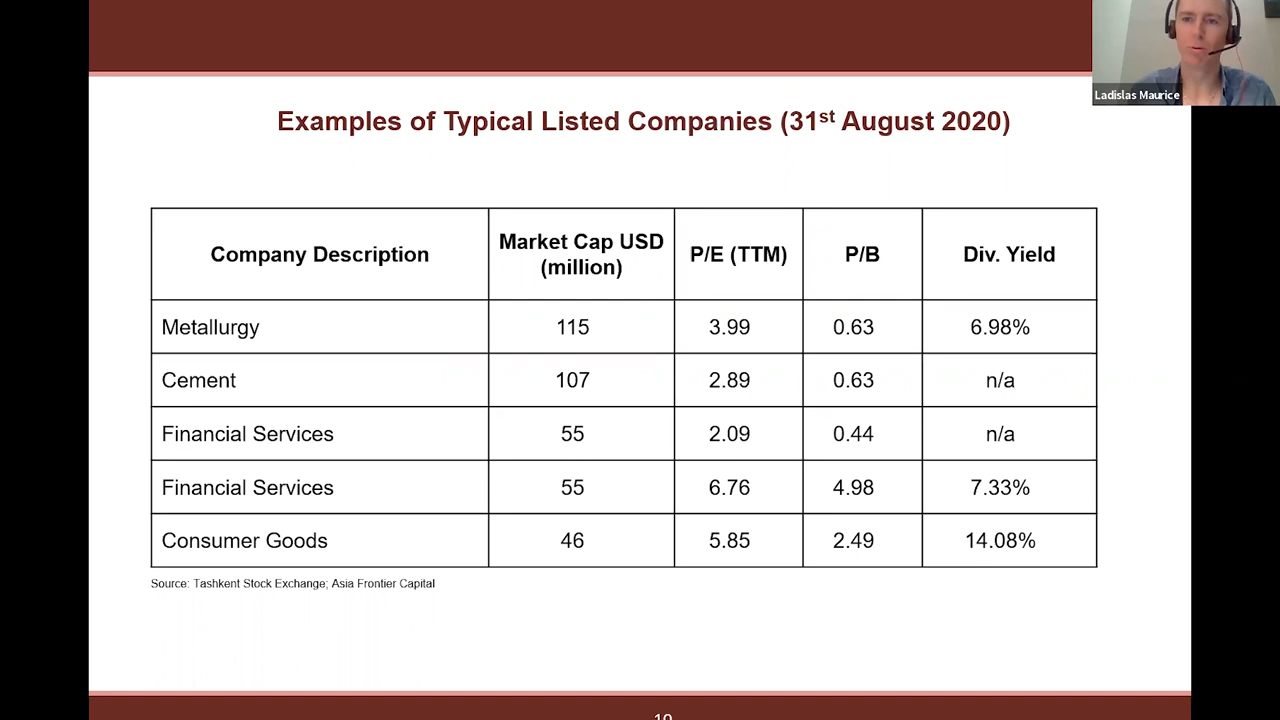 Ladislas Maurice
Examples of Typical Listed Companies (31st August 2020)
Company Description Market Cap USD (million) P/E (TTM) P/B Div. Yield
Metallurgy 115 3.99 0.63 6.98%
Cement 107 2.89 0.63 n/a
Financial Services 55 2.09 0.44 n/a
Financial Services 55 6.76 4.98 7.33%
Consumer Goods 46 5.85 2.49 14.08%
Source: Tashkent Stock Exchange; Asia Frontier Capital